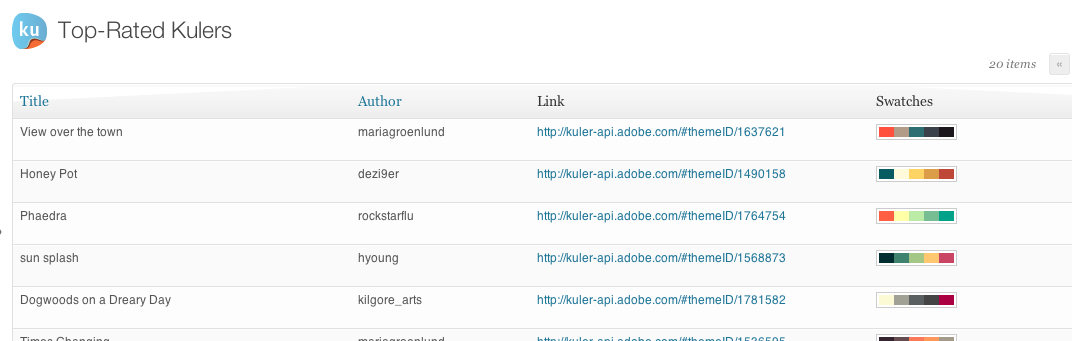 ku Top-Rated Kulers
20 items «
Title Author Link Swatches
View over the town mariagroenlund http://kuler-api.adobe.com/#themeID/1637621
Honey Pot dezi9er http://kuler-api.adobe.com/#themeID/1490158
Phaedra rockstarflu http://kuler-api.adobe.com/#themeID/1764754
sun splash hyoung http://kuler-api.adobe.com/#themeID/1568873
Dogwoods on a Dreary Day kilgore_arts http://kuler-api.adobe.com/#themeID/1781582
Times Changing mariagroenlund